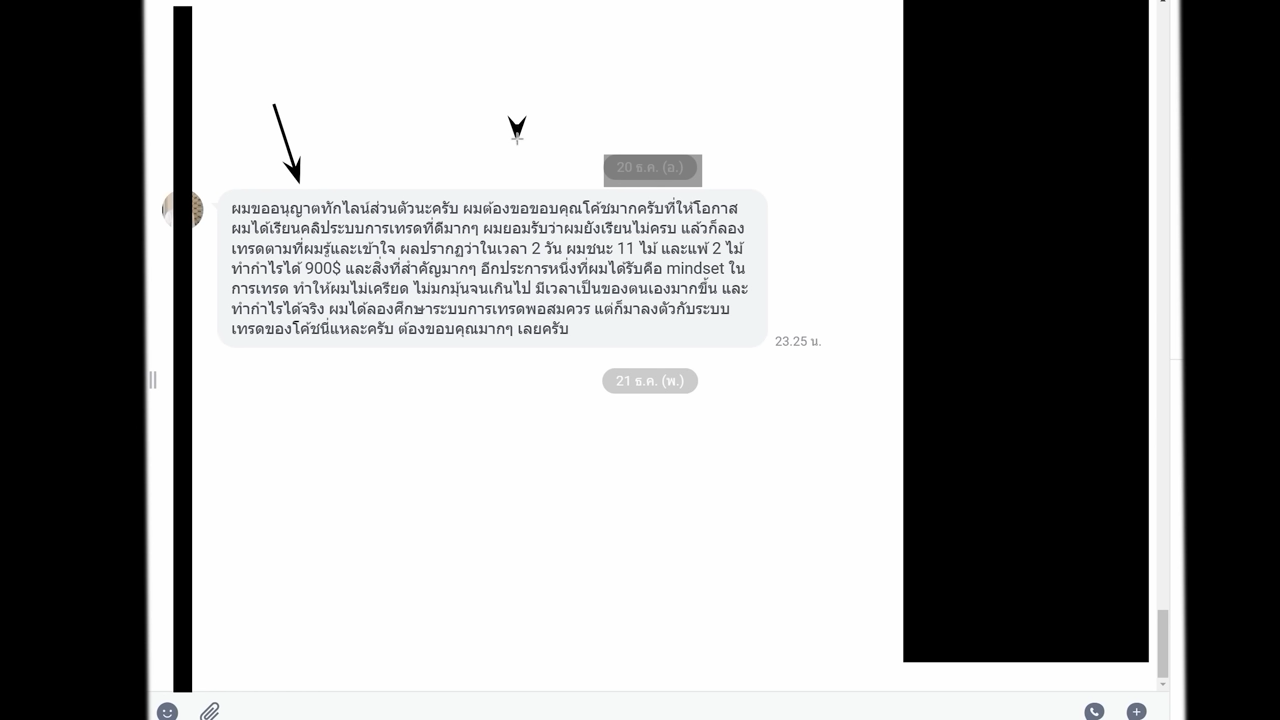 20 ธ.ค. (อ.)
ผมขออนุญาตทักไลน์ส่วนตัวนะครับ ผมต้องขอขอบคุณโค้ชมากครับที่ให้โอกาส
ผมได้เรียนคลิประบบการเทรดที่ดีมากๆ ผมยอมรับว่าผมยังเรียนไม่ครบ แล้วก็ลอง
เทรดตามที่ผมรู้และเข้าใจ ผลปรากฏว่าในเวลา 2 วัน ผมชนะ 11 ไม้ และแพ้ 2 ไม้
ทำกำไรได้ 900$ และสิ่งที่สำคัญมากๆ อีกประการหนึ่งที่ผมได้รับคือ mindset ใน
การเทรด ทำให้ผมไม่เครียด ไม่มกมุ้นจนเกินไป มีเวลาเป็นของตนเองมากขึ้น และ
ทำกำไรได้จริง ผมได้ลองศึกษาระบบการเทรดพอสมควร แต่ก็มาลงตัวกับระบบ
เทรดของโค้ชนี่แหละครับ ต้องขอบคุณมากๆ เลยครับ
23.25 น.
21 ธ.ค. (พ.)